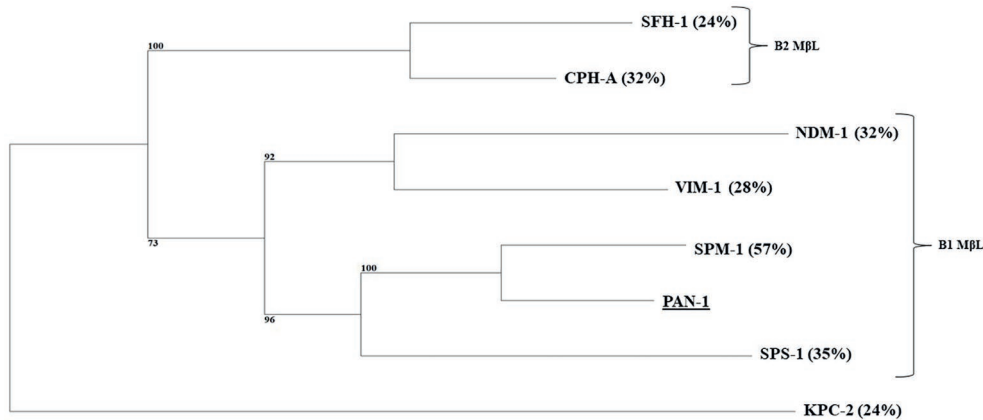 SFH-1 (24%)
B2 MβL
100
CPH-A (32%)
NDM-1 (32%)
92
VIM-1 (28%)
73
SPM-1 (57%)
B1 MβL
100
PAN-1
96
SPS-1 (35%)
KPC-2 (24%)